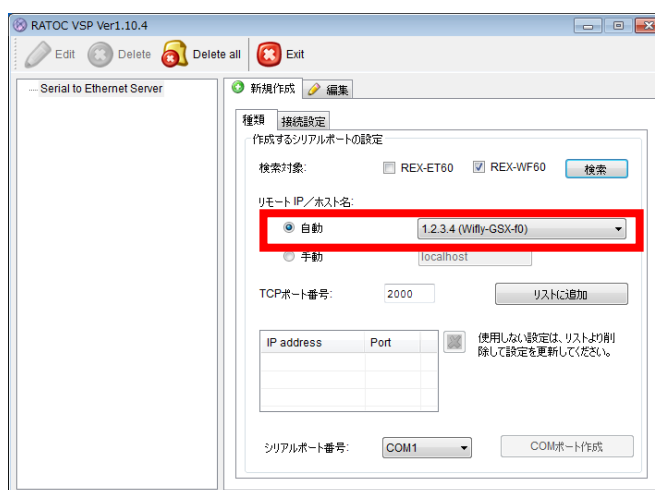 RATOC VSP Ver1.10.4
Edit Delete Delete all Exit
Serial to Ethernet Server
新規作成 編集
種類 接続設定
作成するシリアルポートの設定
検索対象: REX-ET60 REX-WF60 検索
リモート IP/ホスト名:
自動 1.2.3.4 (Wifly-GSX-f0)
手動 localhost
TCPポート番号: 2000 リストに追加
IP address Port
使用しない設定は、リストより削
除して設定を更新してください。
シリアルポート番号: COM1 COMポート作成